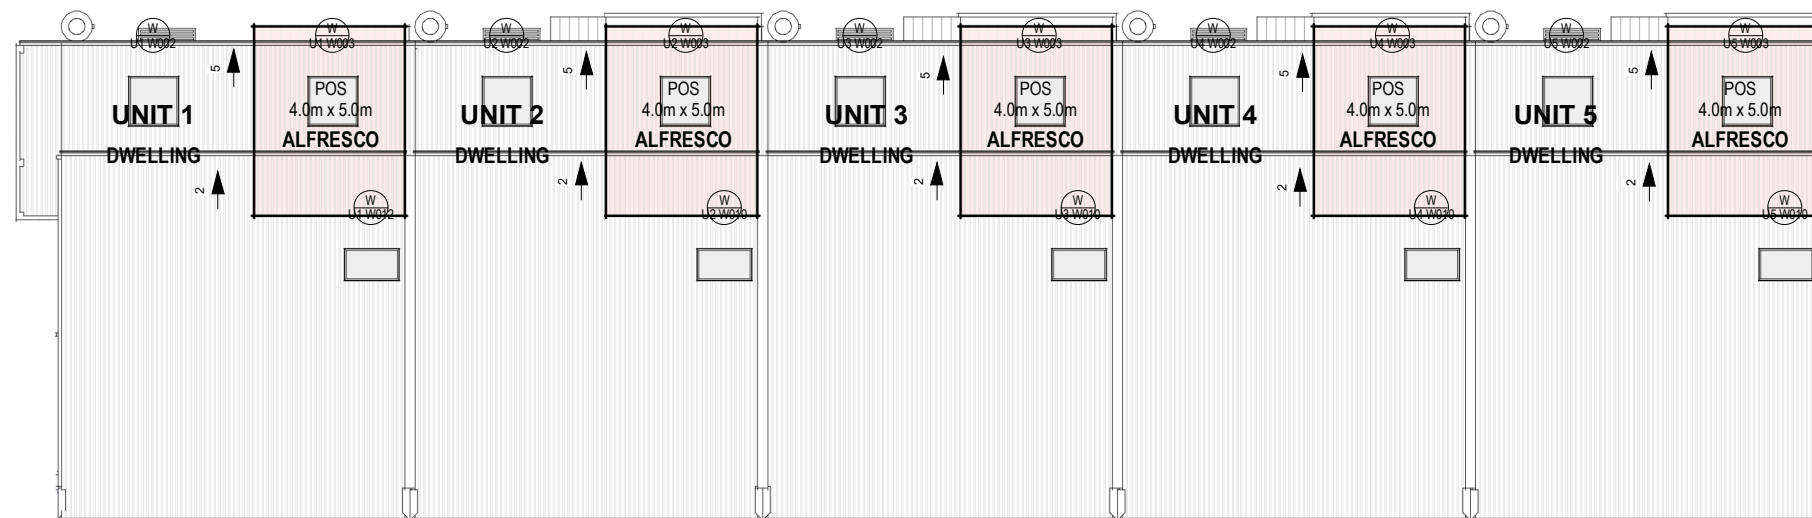 W
U1 W002
W
U1 W003
W
U2 W002
W
U2 W003
W
U3 W002
W
U3 W003
W
U4 W002
W
U4 W003
W
U5 W002
W
U5 W003
5
5
5
5
5
POS
4.0m x 5.0m
ALFRESCO
POS
4.0m x 5.0m
ALFRESCO
POS
4.0m x 5.0m
ALFRESCO
POS
4.0m x 5.0m
ALFRESCO
POS
4.0m x 5.0m
ALFRESCO
UNIT 1
DWELLING
UNIT 2
DWELLING
UNIT 3
DWELLING
UNIT 4
DWELLING
UNIT 5
DWELLING
2
2
2
2
2
W
U1 W012
W
U2 W010
W
U3 W010
W
U4 W010
W
U5 W010